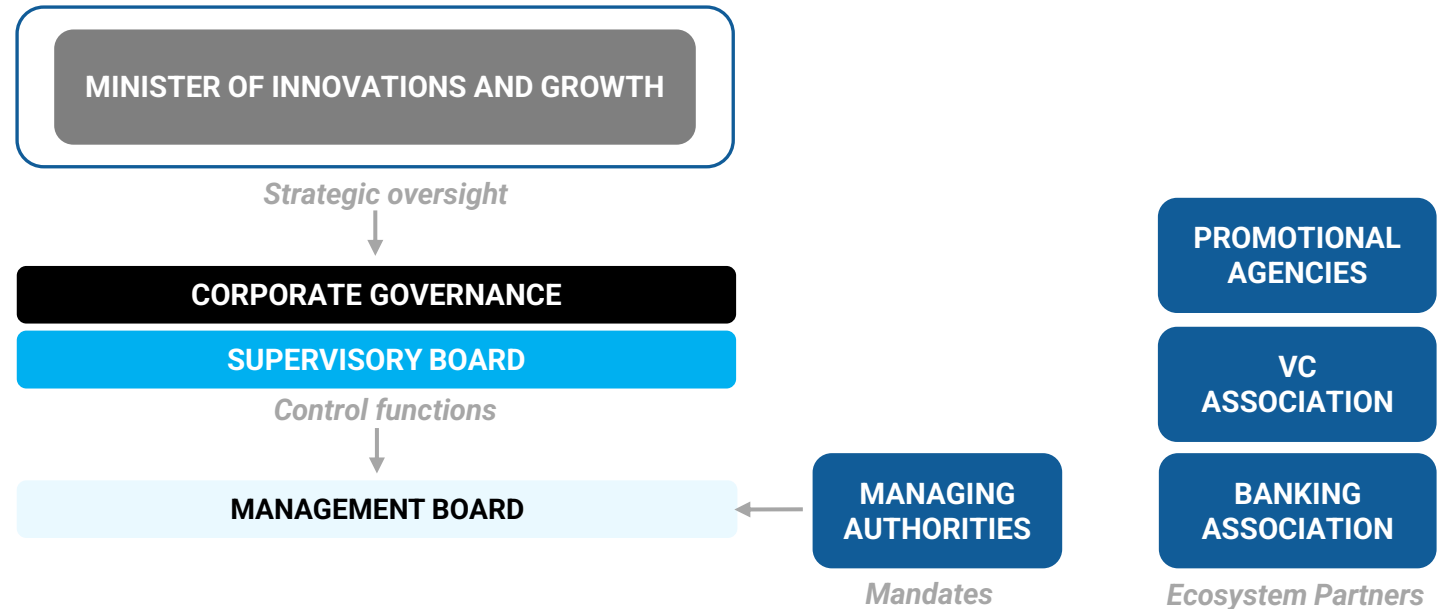 MINISTER OF INNOVATIONS AND GROWTH
Strategic oversight
CORPORATE GOVERNANCE
SUPERVISORY BOARD
Control functions
MANAGEMENT BOARD
MANAGING
AUTHORITIES
Mandates
PROMOTIONAL
AGENCIES
VC
ASSOCIATION
BANKING
ASSOCIATION
Ecosystem Partners